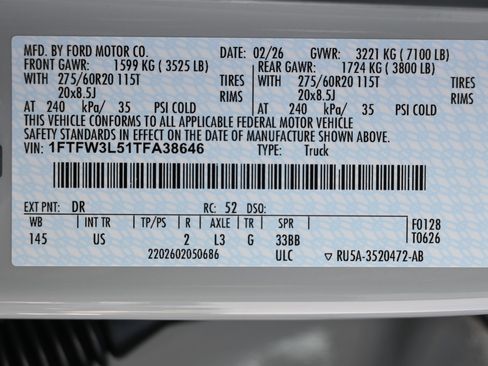 MFD. BY FORD MOTOR CO. DATE: 02/26 GVWR: 3221 KG ( 7100 LB)
FRONT GAWR: 1599 KG ( 3525 LB) REAR GAWR: 1724 KG ( 3800 LB)
WITH 275/60R20 115T TIRES WITH 275/60R20 115T TIRES
20x8.5J RIMS 20x8.5J RIMS
AT 240 kPa/ 35 PSI COLD AT 240 kPa/ 35 PSI COLD
THIS VEHICLE CONFORMS TO ALL APPLICABLE FEDERAL MOTOR VEHICLE
SAFETY STANDARDS IN EFFECT ON THE DATE OF MANUFACTURE SHOWN ABOVE.
VIN: 1FTFW3L51TFA38646 TYPE: Truck
EXT PNT: DR RC: 52 DSO:
WB INT TR TP/PS R AXLE TR SPR
145 US 2 L3 G 33BB
F0128
T0626
2202602050686 ULC ▽ RU5A-3520472-AB